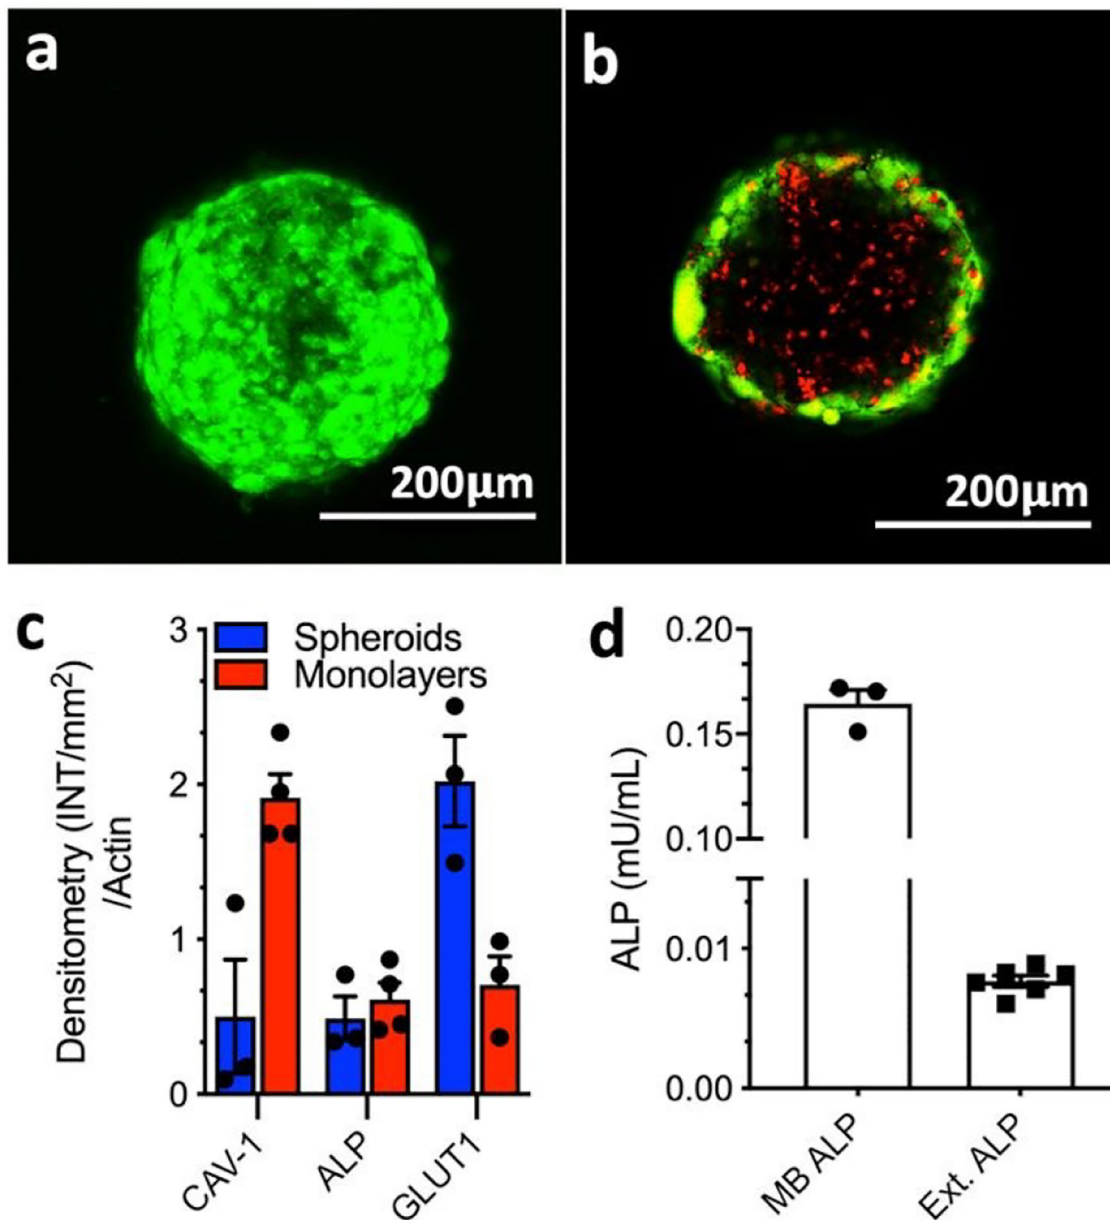 a
b
200μm
200μm
c
d
Densitometry (INT/mm²)
/Actin
3
2
1
0
Spheroids
Monolayers
CAV-1
ALP
GLUT1
ALP (mU/mL)
0.20
0.15
0.10
0.01
0.00
MB ALP
Ext. ALP